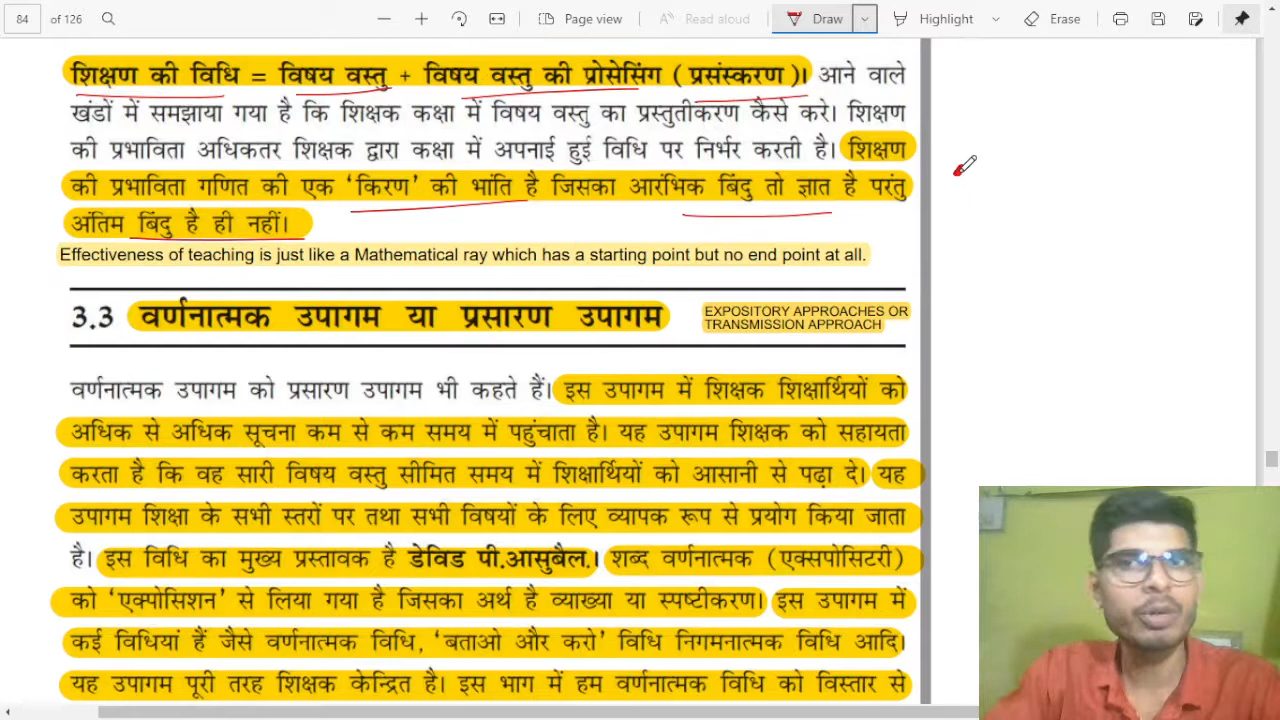 84 of 126 Page view Read aloud Draw Highlight Erase
शिक्षण की विधि = विषय वस्तु + विषय वस्तु की प्रोसेसिंग (प्रसंस्करण)। आने वाले
खंडों में समझाया गया है कि शिक्षक कक्षा में विषय वस्तु का प्रस्तुतीकरण कैसे करे। शिक्षण
की प्रभाविता अधिकतर शिक्षक द्वारा कक्षा में अपनाई हुई विधि पर निर्भर करती है। शिक्षण
की प्रभाविता गणित की एक ‘किरण’ की भांति है जिसका आरंभिक बिंदु तो ज्ञात है परंतु
अंतिम बिंदु है ही नहीं।
Effectiveness of teaching is just like a Mathematical ray which has a starting point but no end point at all.
3.3 वर्णनात्मक उपागम या प्रसारण उपागम
EXPOSITORY APPROACHES OR
TRANSMISSION APPROACH
वर्णनात्मक उपागम को प्रसारण उपागम भी कहते हैं। इस उपागम में शिक्षक शिक्षार्थियों को
अधिक से अधिक सूचना कम से कम समय में पहुंचाता है। यह उपागम शिक्षक को सहायता
करता है कि वह सारी विषय वस्तु सीमित समय में शिक्षार्थियों को आसानी से पढ़ा दे। यह
उपागम शिक्षा के सभी स्तरों पर तथा सभी विषयों के लिए व्यापक रूप से प्रयोग किया जाता
है। इस विधि का मुख्य प्रस्तावक है डेविड पी.आसुबैल.। शब्द वर्णनात्मक (एक्सपोसिटरी)
को ‘एक्पोसिशन’ से लिया गया है जिसका अर्थ है व्याख्या या स्पष्टीकरण। इस उपागम में
कई विधियां हैं जैसे वर्णनात्मक विधि, ‘बताओ और करो’ विधि निगमनात्मक विधि आदि।
यह उपागम पूरी तरह शिक्षक केन्द्रित है। इस भाग में हम वर्णनात्मक विधि को विस्तार से